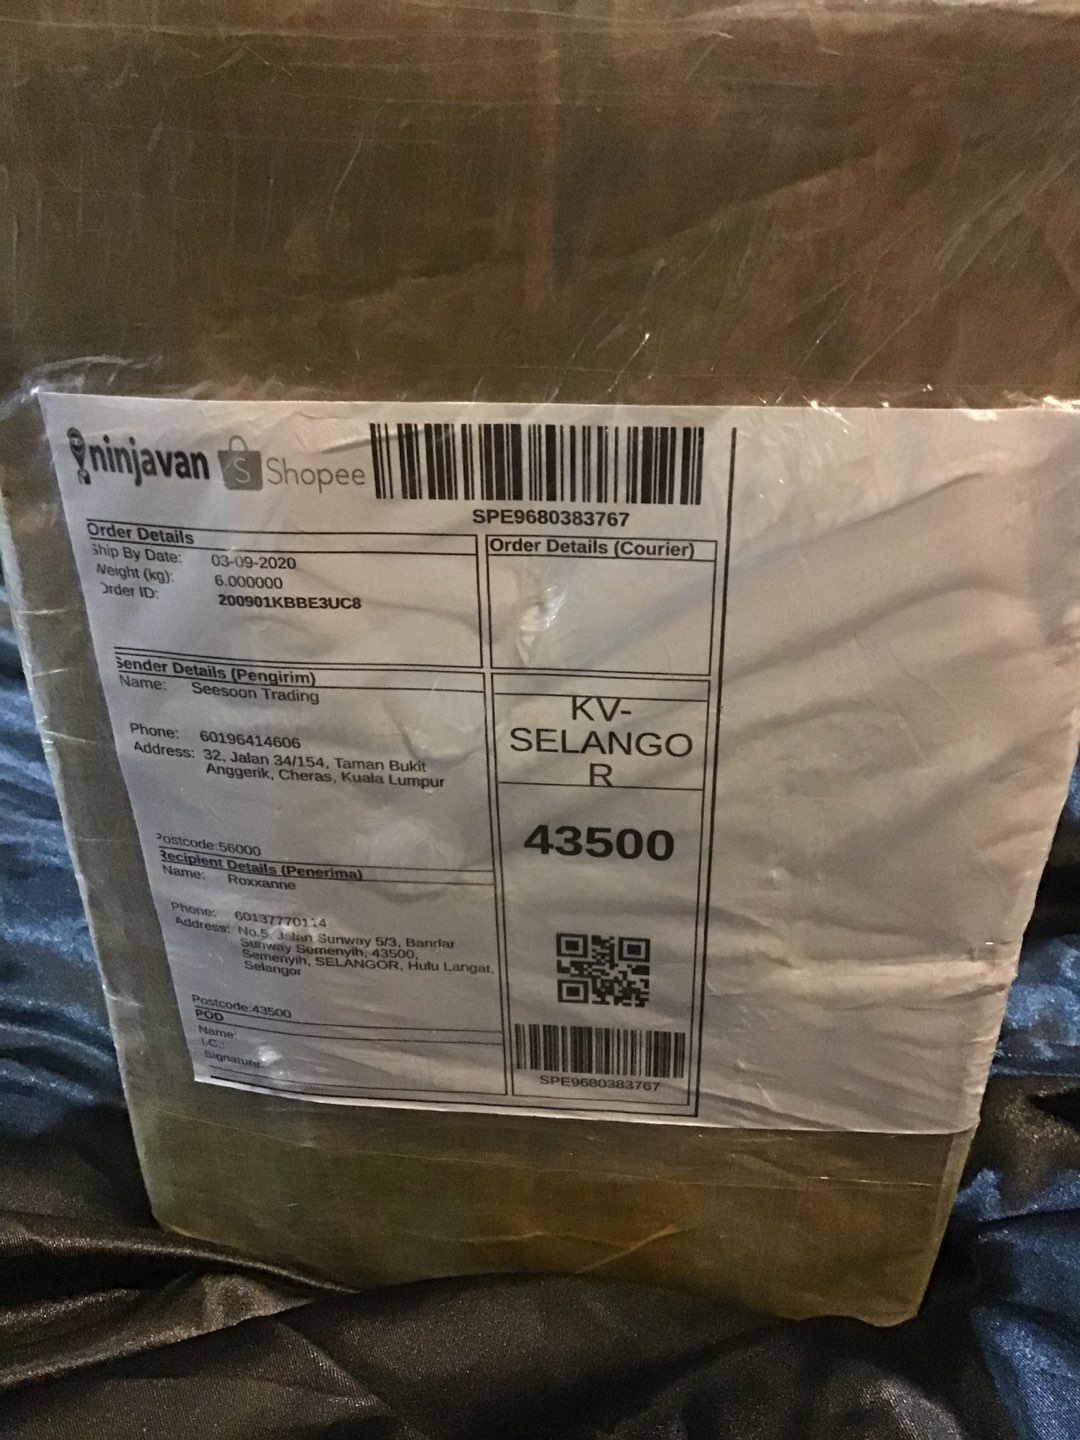 ninjavan Shopee
SPE9680383767
Order Details
Ship By Date: 03-09-2020
Weight (kg): 6.000000
Order ID: 200901KBBE3UC8
Order Details (Courier)
Sender Details (Pengirim)
Name: Seesoon Trading
Phone: 60196414606
Address: 32, Jalan 34/154, Taman Bukit
Anggerik, Cheras, Kuala Lumpur
Postcode:56000
KV-
SELANGO
R
43500
Recipient Details (Penerima)
Name: Roxxanne
Phone: 60137770114
Address: No.5, Jalan Sunway 5/3, Bandar
Sunway Semenyih, 43500,
Semenyih, SELANGOR, Hulu Langat,
Selangor
Postcode:43500
POD
Name:
I.C.:
Signature:
SPE9680383767